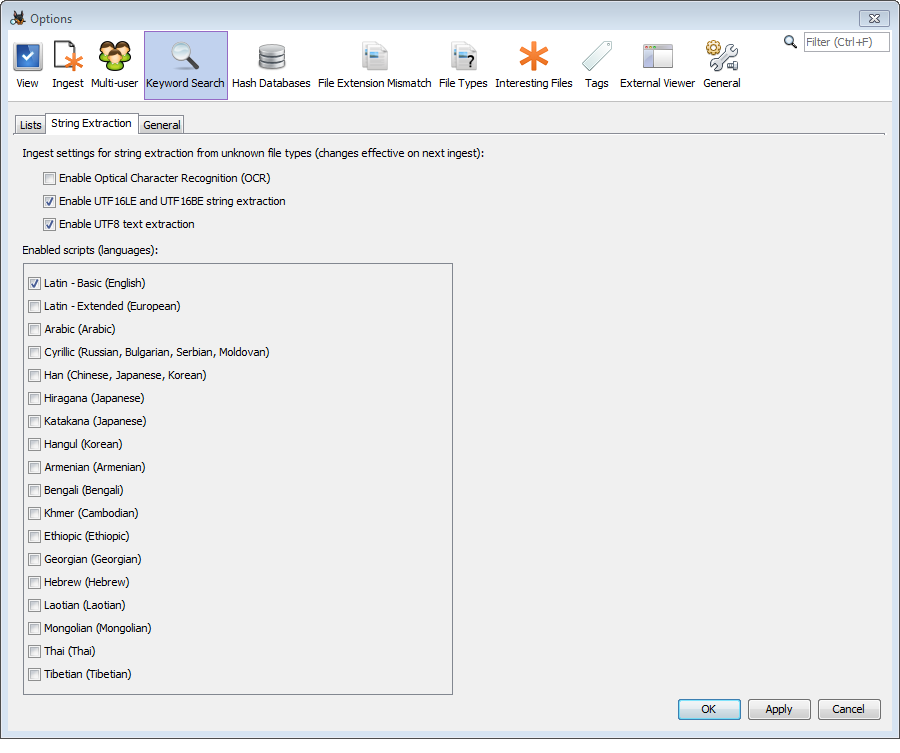 Options
Filter (Ctrl+F)
View Ingest Multi-user Keyword Search Hash Databases File Extension Mismatch File Types Interesting Files Tags External Viewer General
Lists String Extraction General
Ingest settings for string extraction from unknown file types (changes effective on next ingest):
Enable Optical Character Recognition (OCR)
Enable UTF16LE and UTF16BE string extraction
Enable UTF8 text extraction
Enabled scripts (languages):
Latin - Basic (English)
Latin - Extended (European)
Arabic (Arabic)
Cyrillic (Russian, Bulgarian, Serbian, Moldovan)
Han (Chinese, Japanese, Korean)
Hiragana (Japanese)
Katakana (Japanese)
Hangul (Korean)
Armenian (Armenian)
Bengali (Bengali)
Khmer (Cambodian)
Ethiopic (Ethiopic)
Georgian (Georgian)
Hebrew (Hebrew)
Laotian (Laotian)
Mongolian (Mongolian)
Thai (Thai)
Tibetian (Tibetian)
OK Apply Cancel